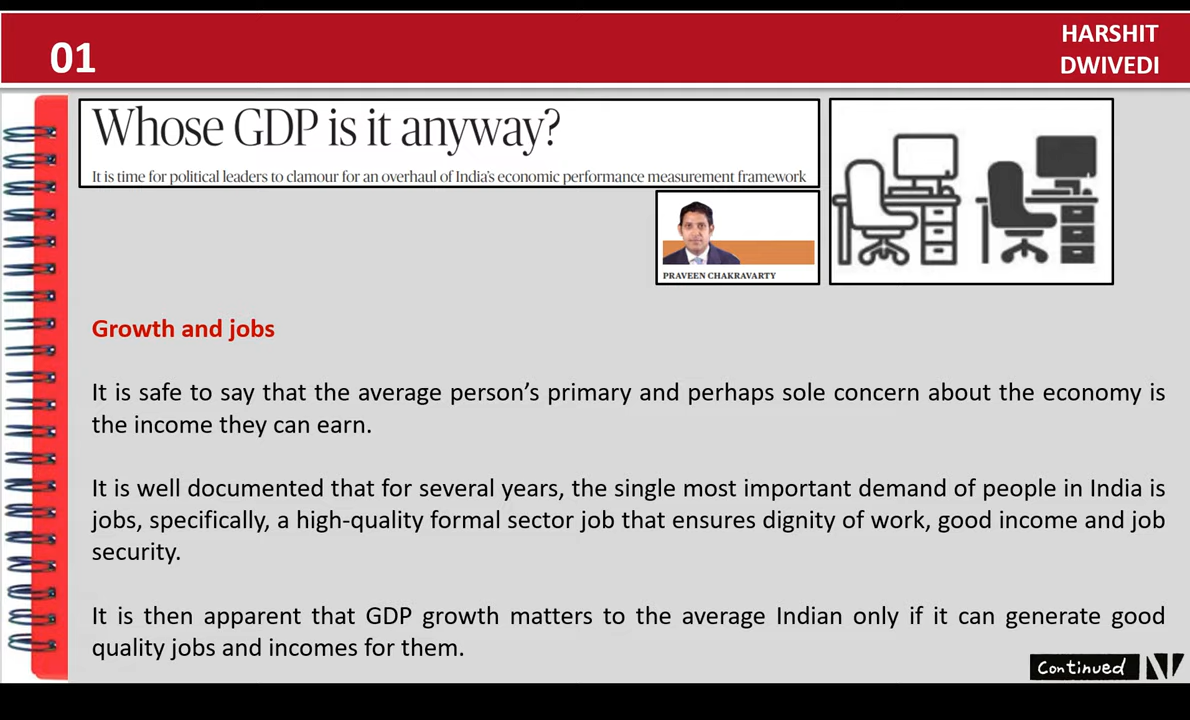 01
HARSHIT
DWIVEDI
Whose GDP is it anyway?
It is time for political leaders to clamour for an overhaul of India's economic performance measurement framework
PRAVEEN CHAKRAVARTY
Growth and jobs
It is safe to say that the average person's primary and perhaps sole concern about the economy is
the income they can earn.
It is well documented that for several years, the single most important demand of people in India is
jobs, specifically, a high-quality formal sector job that ensures dignity of work, good income and job
security.
It is then apparent that GDP growth matters to the average Indian only if it can generate good
quality jobs and incomes for them.
Continued